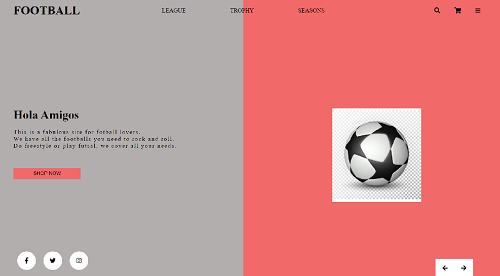 FOOTBALL
LEAGUE
TROPHY
SEASONS
Hola Amigos
This is a fabulous site for fotball lovers.
We have all the footballs you need to rock and roll.
Do freestyle or play futsal, we cover all your needs.
SHOP NOW